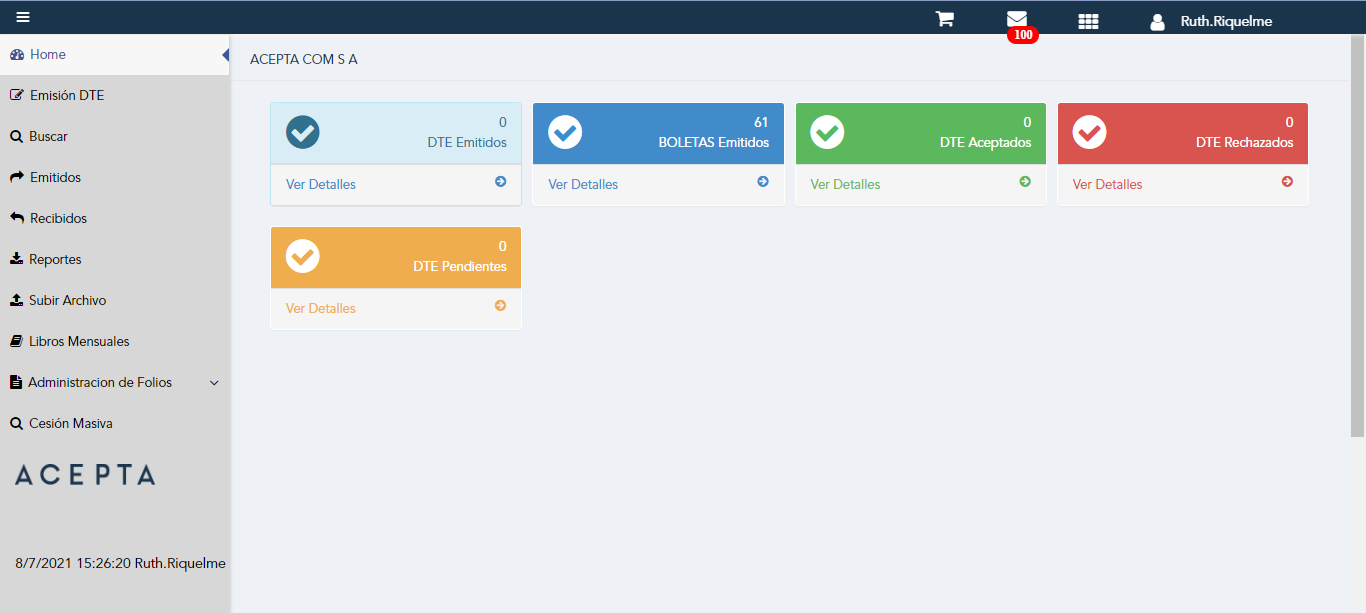 Ruth.Riquelme
100
Home
Emisión DTE
Buscar
Emitidos
Recibidos
Reportes
Subir Archivo
Libros Mensuales
Administracion de Folios
Cesión Masiva
ACEPTA
8/7/2021 15:26:20 Ruth.Riquelme
ACEPTA COM S A
0
DTE Emitidos
Ver Detalles
61
BOLETAS Emitidos
Ver Detalles
0
DTE Aceptados
Ver Detalles
0
DTE Rechazados
Ver Detalles
0
DTE Pendientes
Ver Detalles